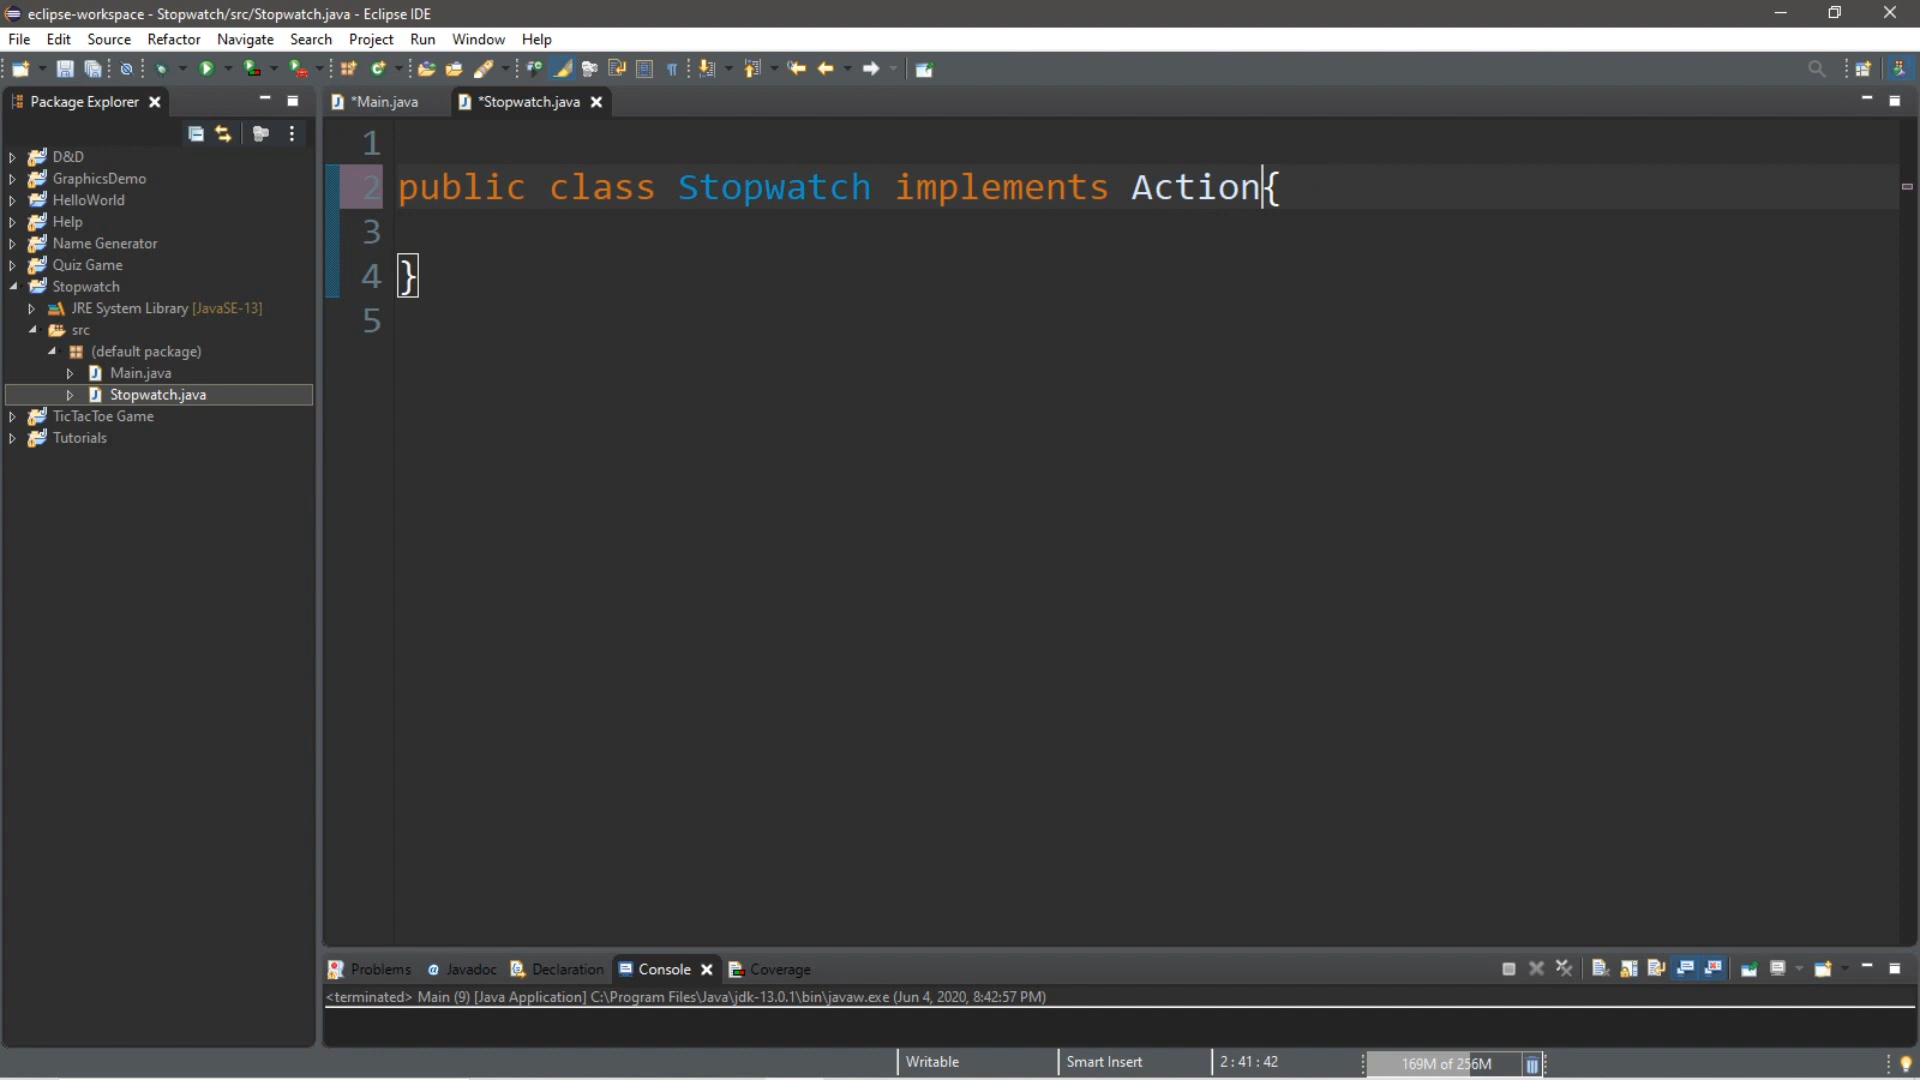 eclipse-workspace - Stopwatch/src/Stopwatch.java - Eclipse IDE
File Edit Source Refactor Navigate Search Project Run Window Help
Package Explorer
*Main.java *Stopwatch.java
D&D
GraphicsDemo
HelloWorld
Help
Name Generator
Quiz Game
Stopwatch
JRE System Library [JavaSE-13]
src
(default package)
Main.java
Stopwatch.java
TicTacToe Game
Tutorials
1
2 public class Stopwatch implements Action{
3
4 }
5
Problems Javadoc Declaration Console Coverage
<terminated> Main (9) [Java Application] C:\Program Files\Java\jdk-13.0.1\bin\javaw.exe (Jun 4, 2020, 8:42:57 PM)
Writable Smart Insert 2 : 41 : 42 169M of 256M